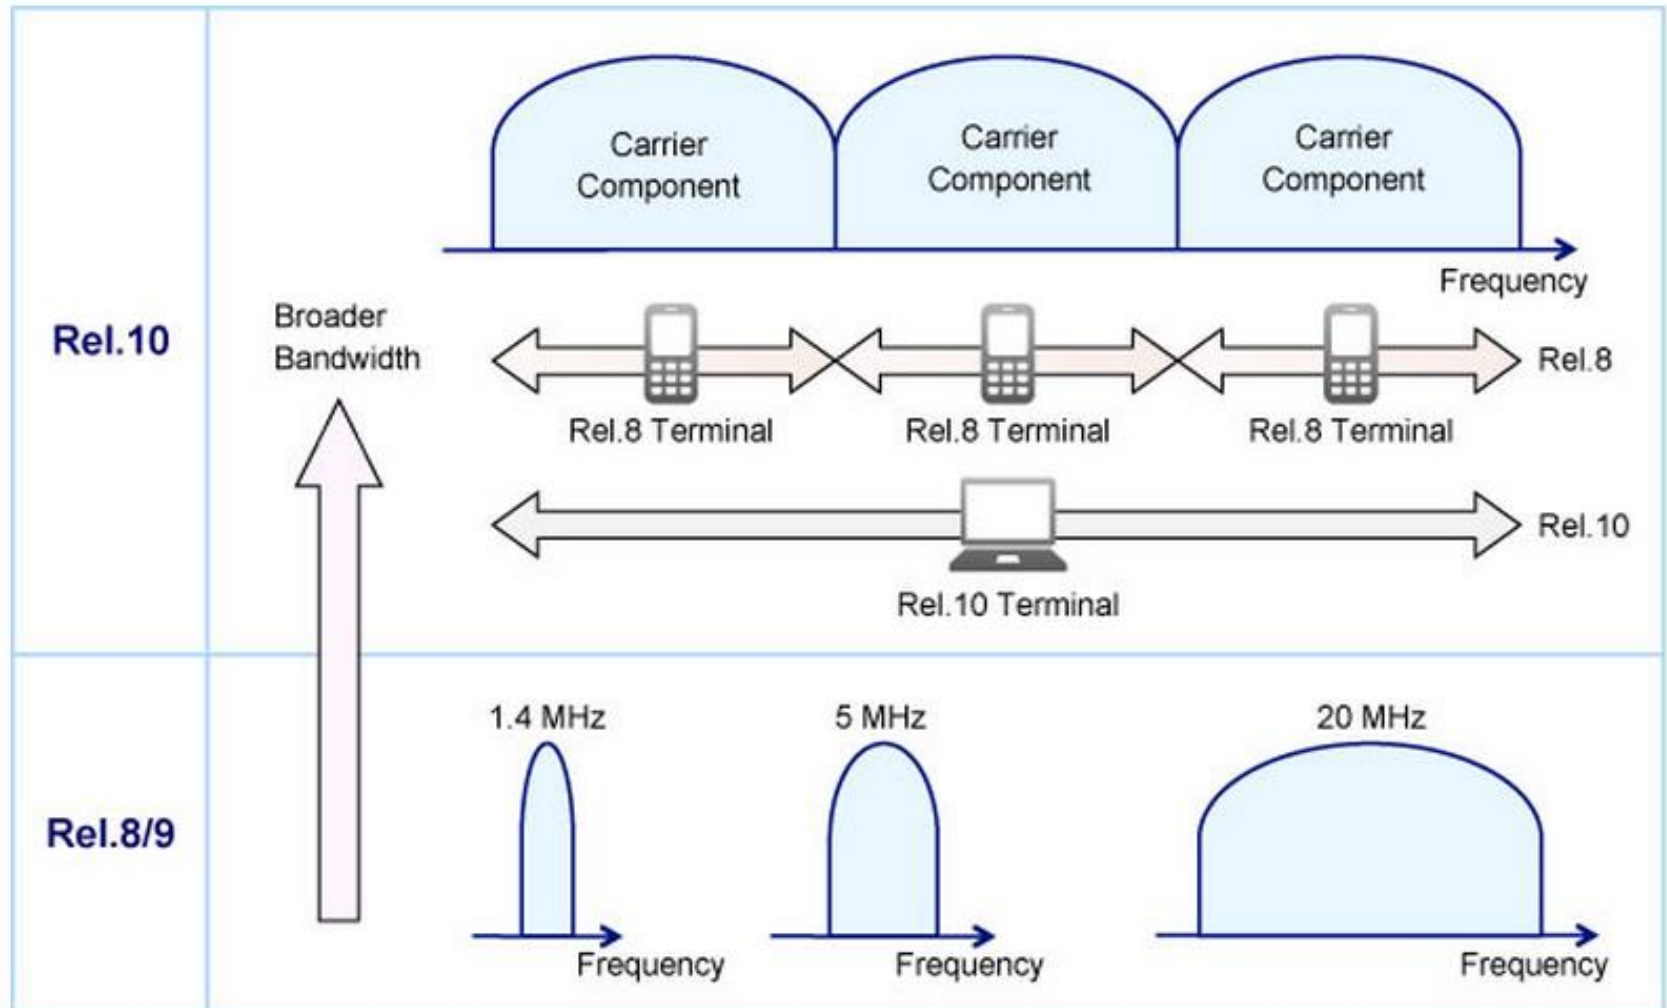 Rel.10
Carrier
Component
Carrier
Component
Carrier
Component
Frequency
Broader
Bandwidth
Rel.8
Rel.8 Terminal
Rel.8 Terminal
Rel.8 Terminal
Rel.10
Rel.10 Terminal
Rel.8/9
1.4 MHz
Frequency
5 MHz
Frequency
20 MHz
Frequency